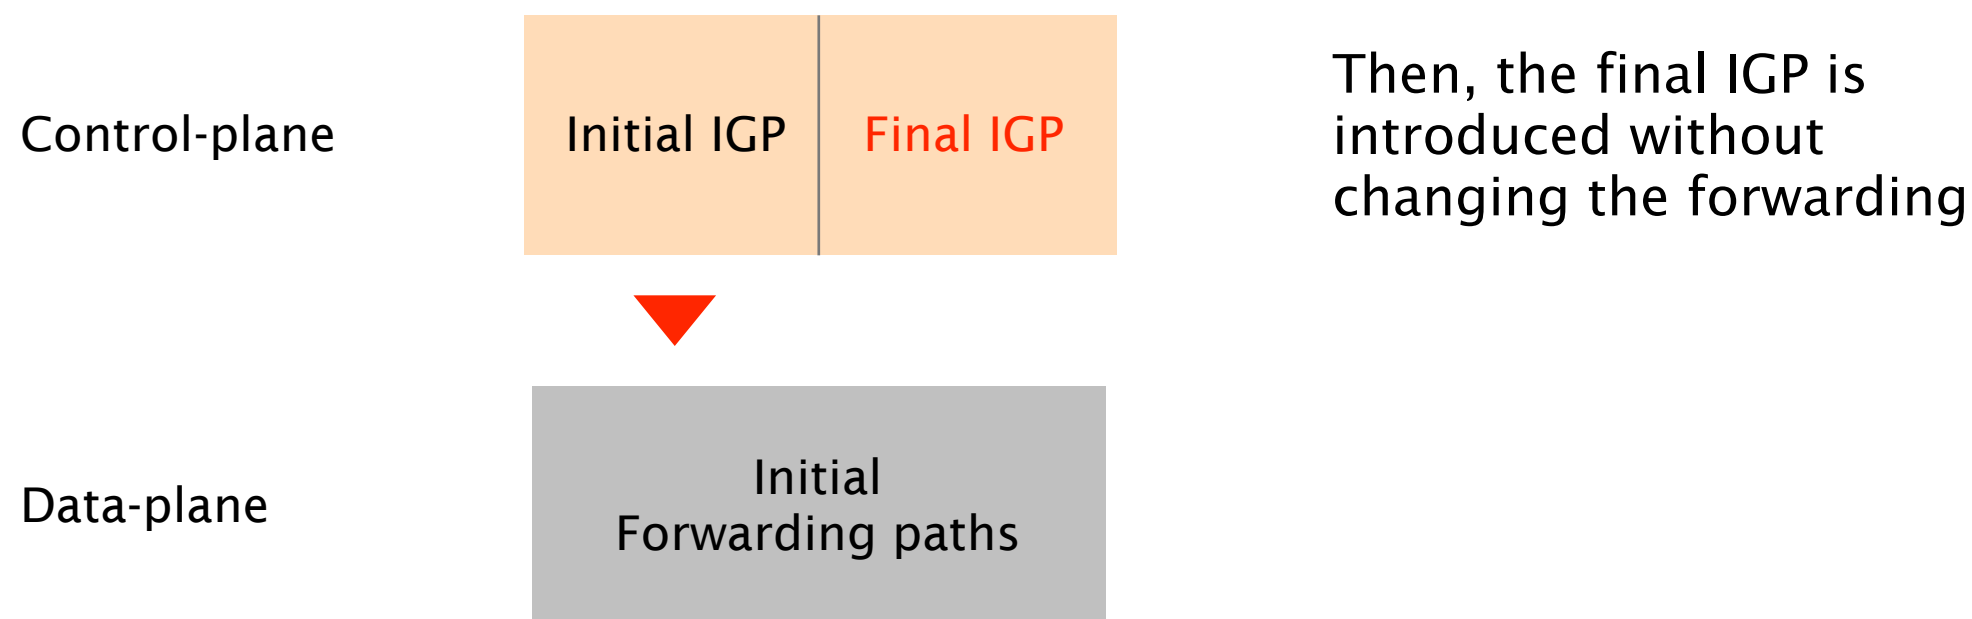 Control-plane
Initial IGP
Final IGP
Then, the final IGP is
introduced without
changing the forwarding
Data-plane
Initial
Forwarding paths